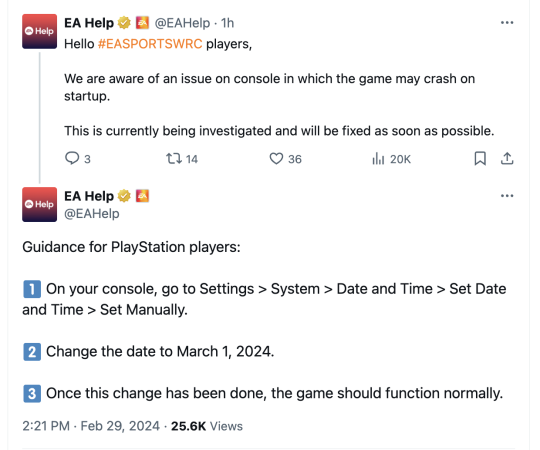 EA Help @EAHelp · 1h
Help
Hello #EASPORTSWRC players,
We are aware of an issue on console in which the game may crash on
startup.
This is currently being investigated and will be fixed as soon as possible.
3 14 36 20K
EA Help
Help
@EAHelp
Guidance for PlayStation players:
1 On your console, go to Settings > System > Date and Time > Set Date
and Time > Set Manually.
2 Change the date to March 1, 2024.
3 Once this change has been done, the game should function normally.
2:21 PM · Feb 29, 2024 · 25.6K Views